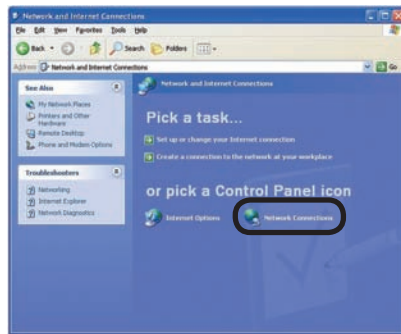 Network and Internet Connections
File Edit View Favorites Tools Help
Back Search Folders
Address Network and Internet Connections Go
See Also
My Network Places
Printers and Other
Hardware
Remote Desktop
Phone and Modem Options
Troubleshooters
Networking
Internet Explorer
Network Diagnostics
Network and Internet Connections
Pick a task...
Set up or change your Internet connection
Create a connection to the network at your workplace
or pick a Control Panel icon
Internet Options
Network Connections